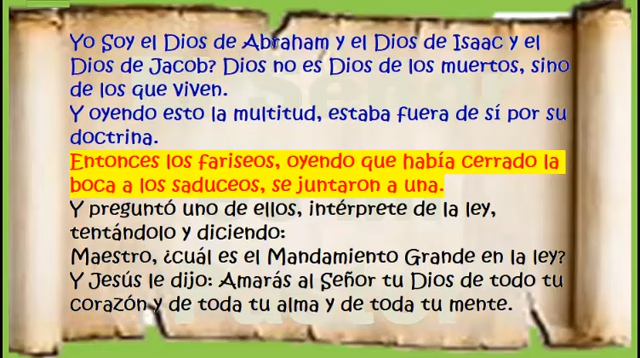 Yo Soy el Dios de Abraham y el Dios de Isaac y el
Dios de Jacob? Dios no es Dios de los muertos, sino
de los que viven.
Y oyendo esto la multitud, estaba fuera de sí por su
doctrina.
Entonces los fariseos, oyendo que había cerrado la
boca a los saduceos, se juntaron a una.
Y preguntó uno de ellos, intérprete de la ley,
tentándolo y diciendo:
Maestro, ¿cuál es el Mandamiento Grande en la ley?
Y Jesús le dijo: Amarás al Señor tu Dios de todo tu
corazón y de toda tu alma y de toda tu mente.